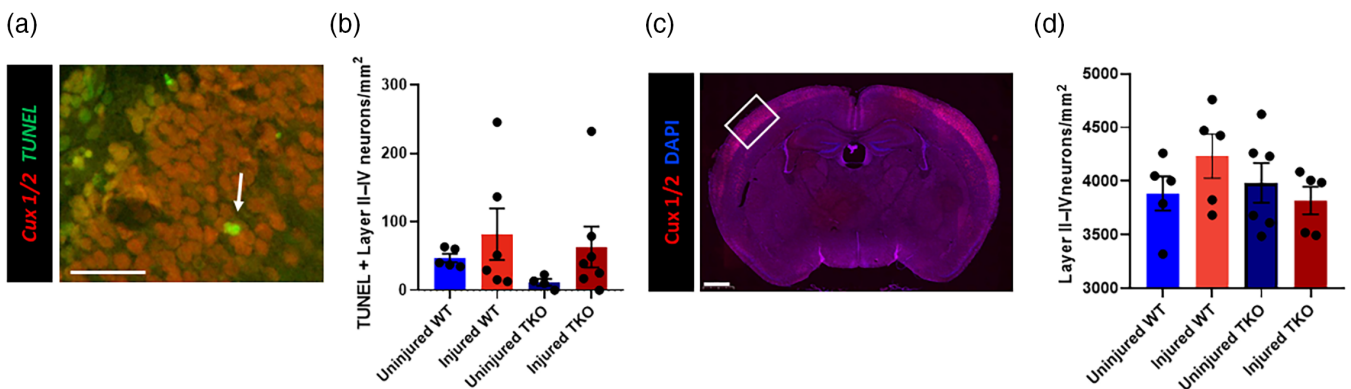 (a)
Cux 1/2 TUNEL
(b)
TUNEL + Layer II–IV neurons/mm2
300
200
100
0
Uninjured WT
Injured WT
Uninjured TKO
Injured TKO
(c)
Cux 1/2 DAPI
(d)
Layer II–IVneurons/mm2
5000
4500
4000
3500
3000
Uninjured WT
Injured WT
Uninjured TKO
Injured TKO